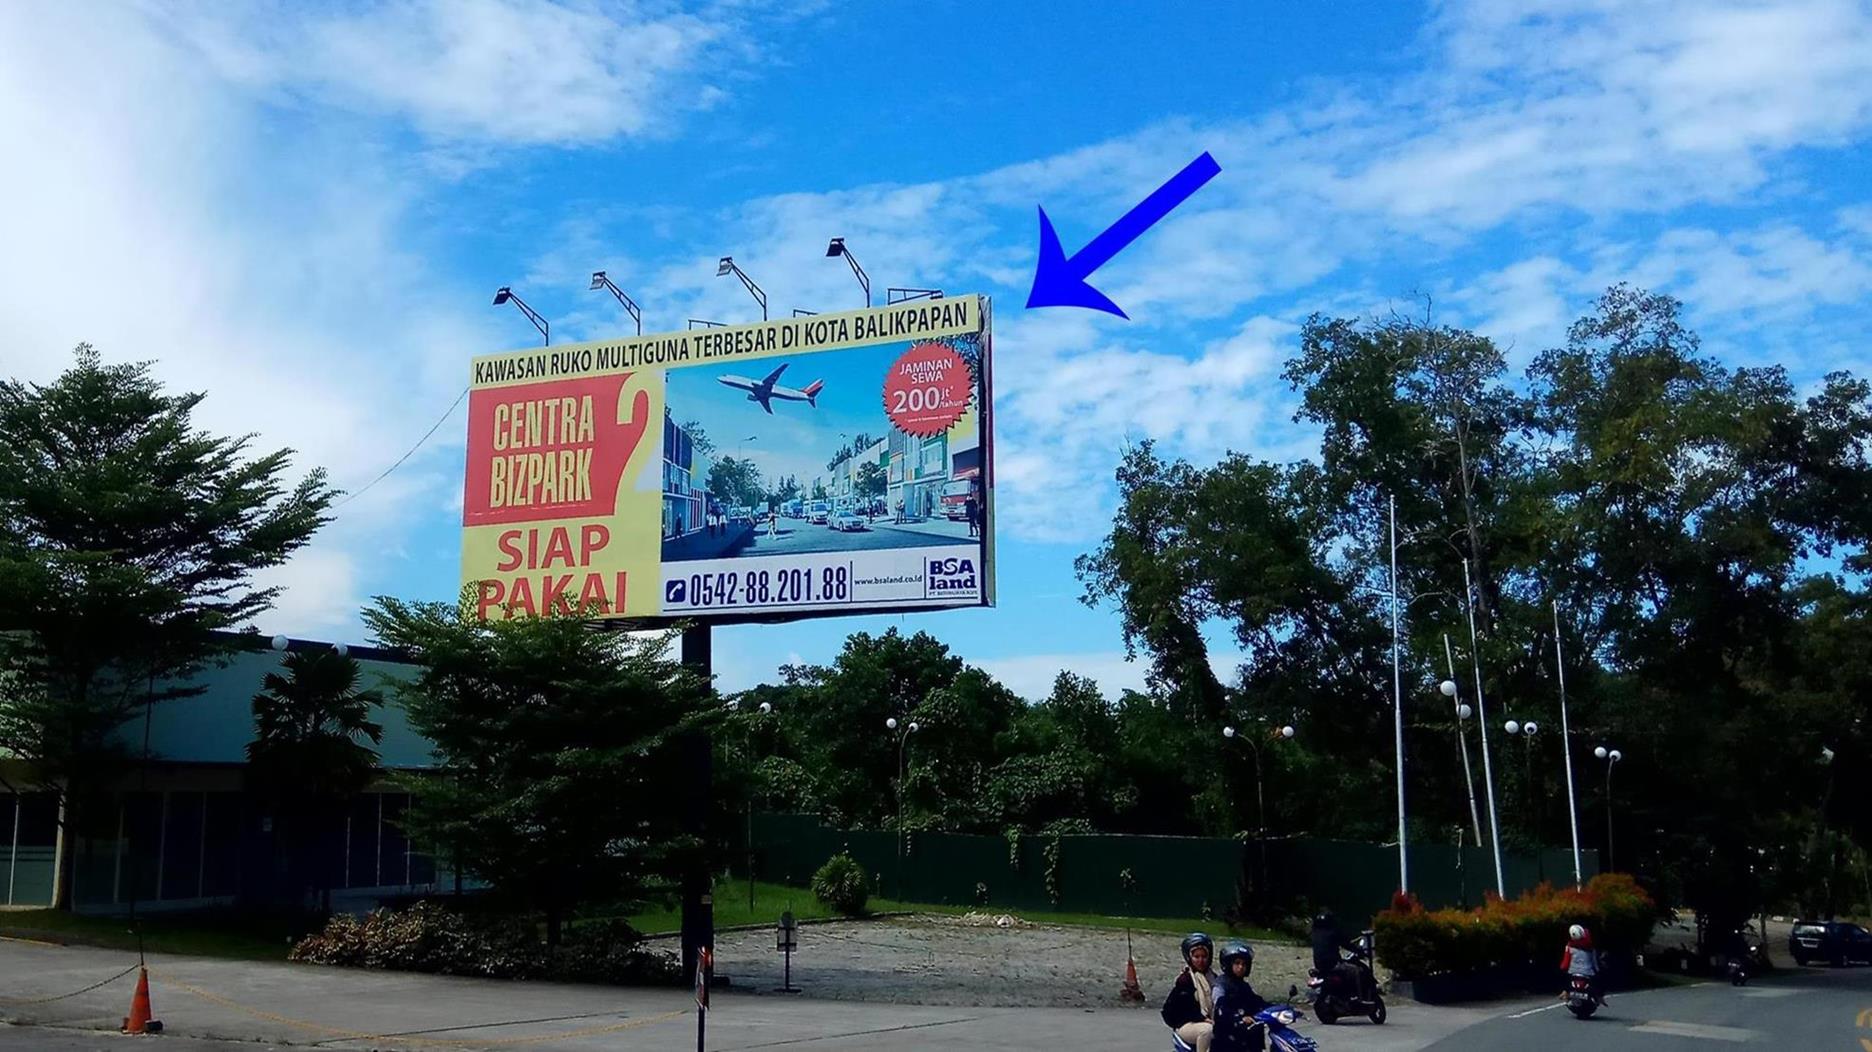 KAWASAN RUKO MULTIGUNA TERBESAR DI KOTA BALIKPAPAN
CENTRA
BIZPARK 2
SIAP
PAKAI
JAMINAN
SEWA
200 jt*
/tahun
0542-88.201.88
www.bsaland.co.id
BSA
land